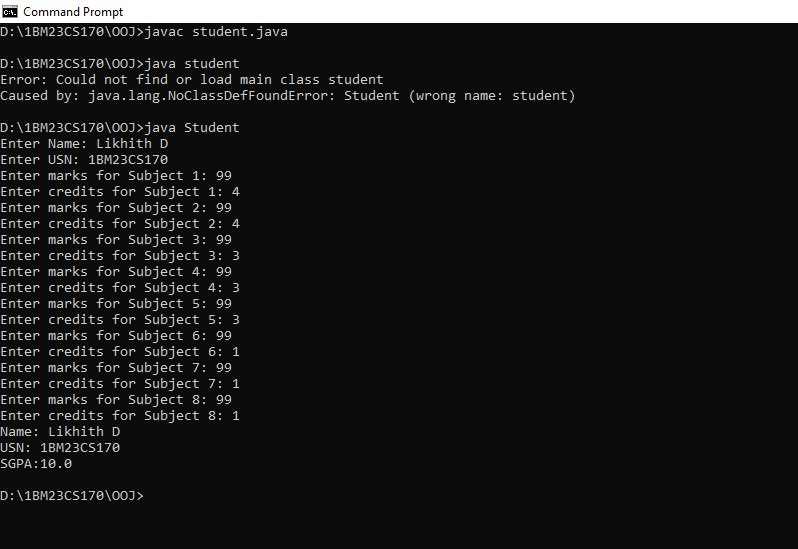 Command Prompt
D:\1BM23CS170\OOJ>javac student.java
D:\1BM23CS170\OOJ>java student
Error: Could not find or load main class student
Caused by: java.lang.NoClassDefFoundError: Student (wrong name: student)
D:\1BM23CS170\OOJ>java Student
Enter Name: Likhith D
Enter USN: 1BM23CS170
Enter marks for Subject 1: 99
Enter credits for Subject 1: 4
Enter marks for Subject 2: 99
Enter credits for Subject 2: 4
Enter marks for Subject 3: 99
Enter credits for Subject 3: 3
Enter marks for Subject 4: 99
Enter credits for Subject 4: 3
Enter marks for Subject 5: 99
Enter credits for Subject 5: 3
Enter marks for Subject 6: 99
Enter credits for Subject 6: 1
Enter marks for Subject 7: 99
Enter credits for Subject 7: 1
Enter marks for Subject 8: 99
Enter credits for Subject 8: 1
Name: Likhith D
USN: 1BM23CS170
SGPA:10.0
D:\1BM23CS170\OOJ>